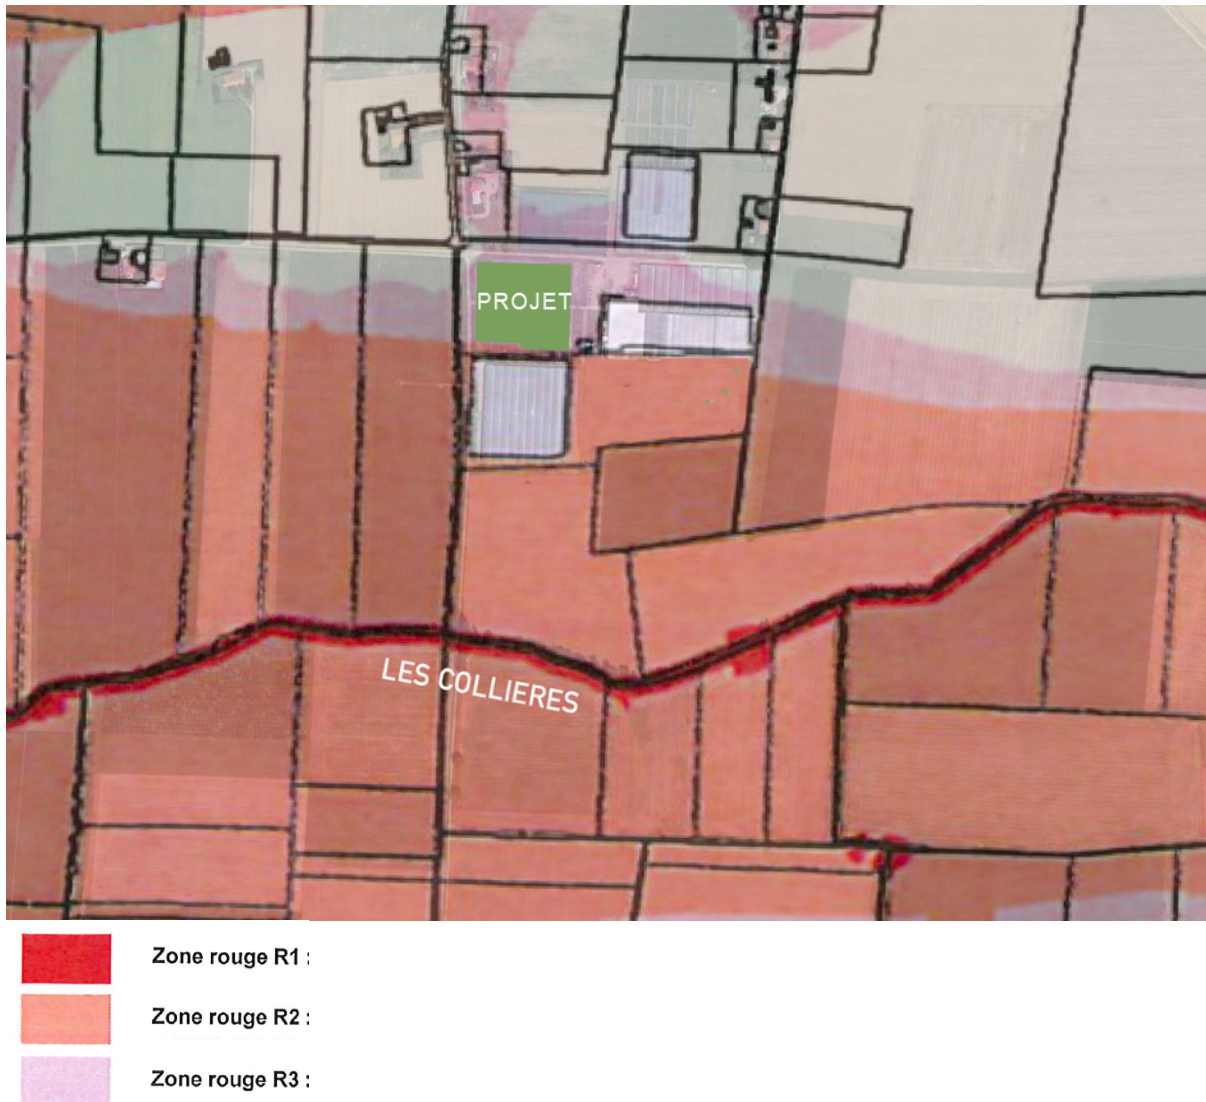 PROJET
LES COLLIERES
Zone rouge R1 :
Zone rouge R2 :
Zone rouge R3 :